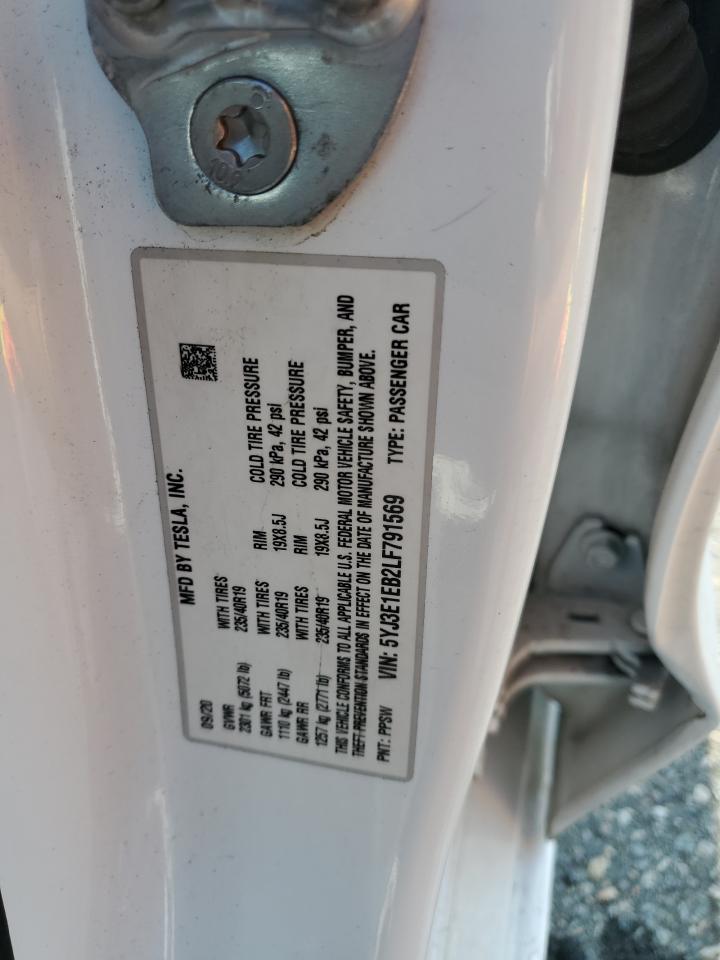 109
MFD BY TESLA, INC.
09/20
GVWR WITH TIRES
2301 kg (5072 lb) 235/40R19
GAWR FRT WITH TIRES RIM COLD TIRE PRESSURE
1110 kg (2447 lb) 235/40R19 19X8.5J 290 kPa, 42 psi
GAWR RR WITH TIRES RIM COLD TIRE PRESSURE
1257 kg (2771 lb) 235/40R19 19X8.5J 290 kPa, 42 psi
THIS VEHICLE CONFORMS TO ALL APPLICABLE U.S. FEDERAL MOTOR VEHICLE SAFETY, BUMPER, AND
THEFT PREVENTION STANDARDS IN EFFECT ON THE DATE OF MANUFACTURE SHOWN ABOVE.
PNT: PPSW VIN: 5YJ3E1EB2LF791569 TYPE: PASSENGER CAR